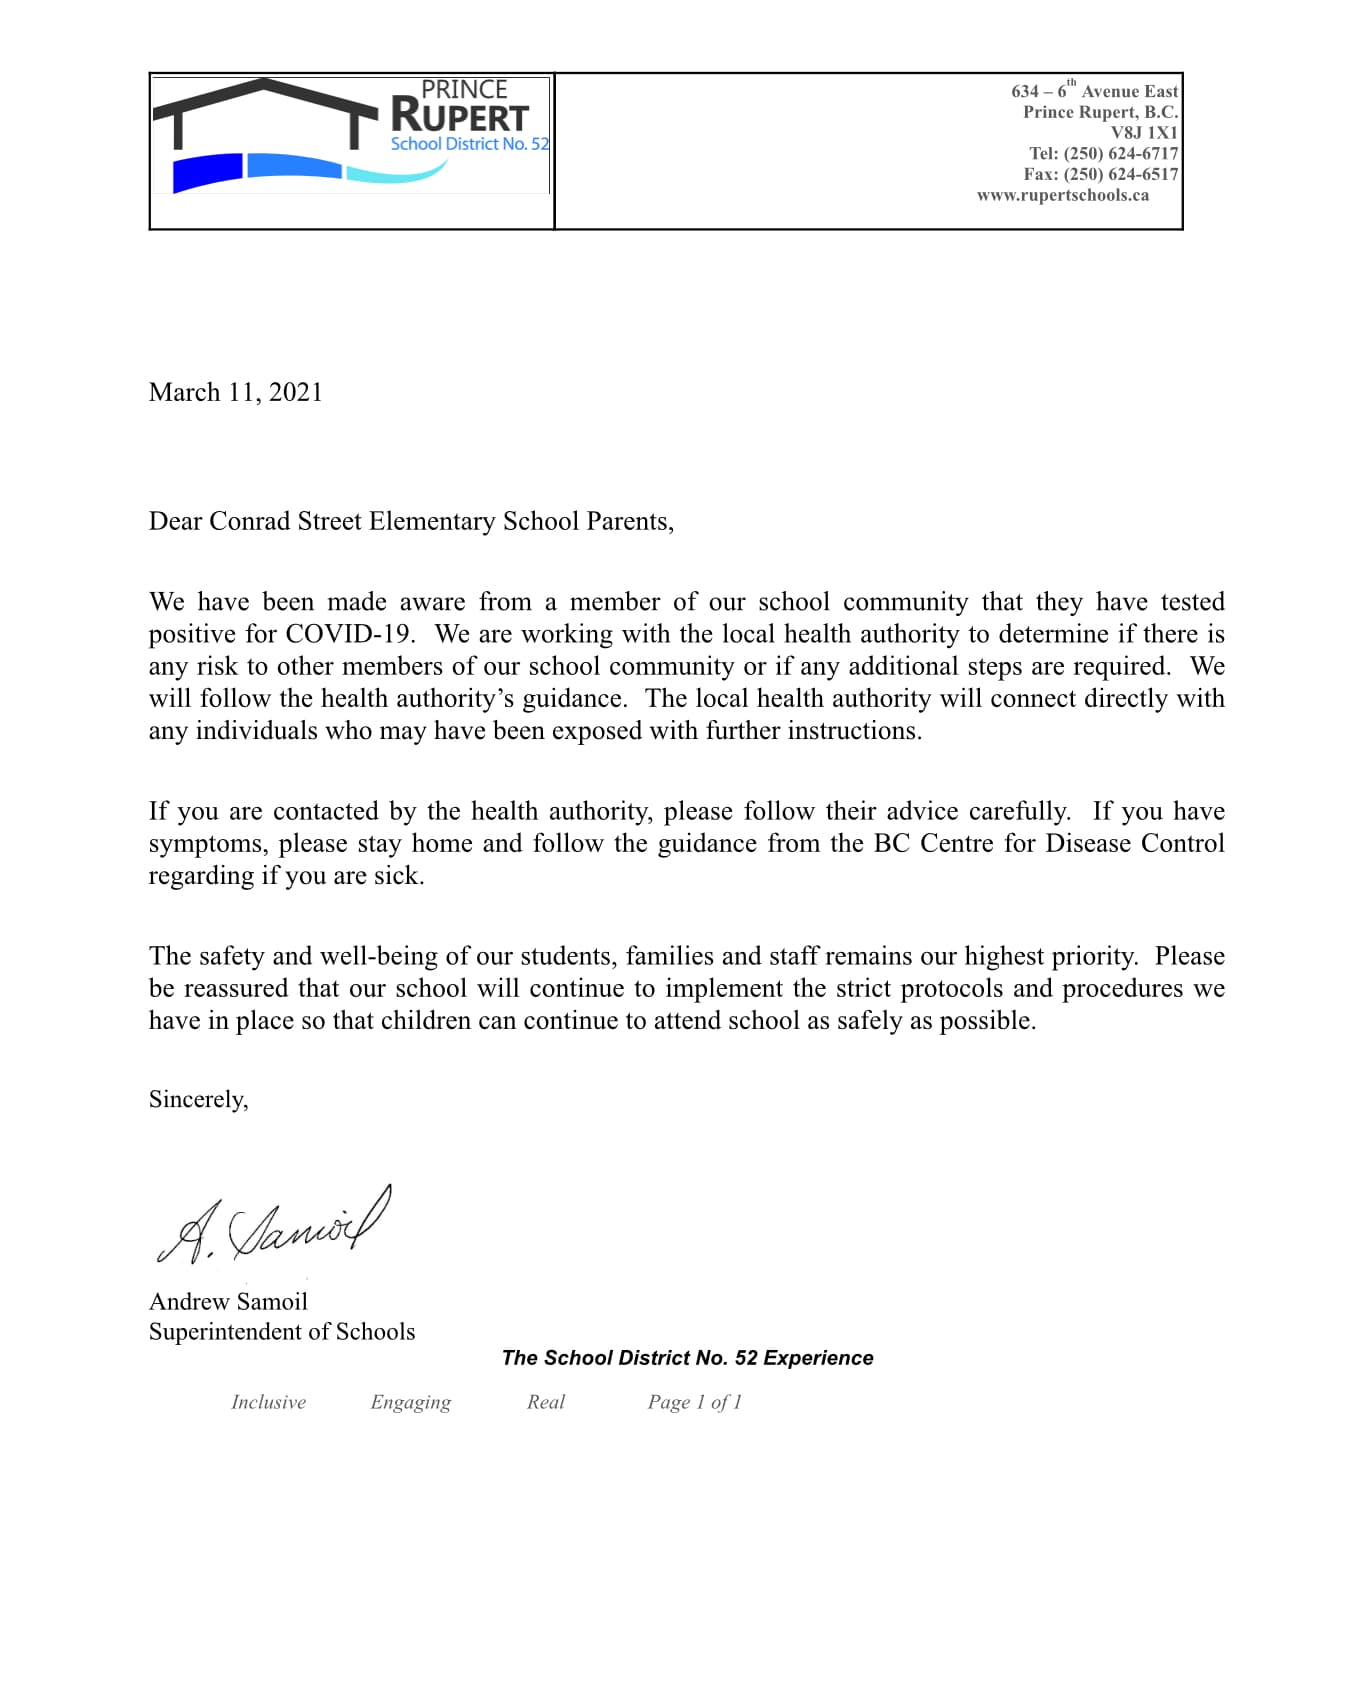 PRINCE
RUPERT
School District No. 52
634 – 6th Avenue East
Prince Rupert, B.C.
V8J 1X1
Tel: (250) 624-6717
Fax: (250) 624-6517
www.rupertschools.ca
March 11, 2021
Dear Conrad Street Elementary School Parents,
We have been made aware from a member of our school community that they have tested
positive for COVID-19.  We are working with the local health authority to determine if there is
any risk to other members of our school community or if any additional steps are required.  We
will follow the health authority’s guidance.  The local health authority will connect directly with
any individuals who may have been exposed with further instructions.
If you are contacted by the health authority, please follow their advice carefully.  If you have
symptoms, please stay home and follow the guidance from the BC Centre for Disease Control
regarding if you are sick.
The safety and well-being of our students, families and staff remains our highest priority.  Please
be reassured that our school will continue to implement the strict protocols and procedures we
have in place so that children can continue to attend school as safely as possible.
Sincerely,
A. Samoil
Andrew Samoil
Superintendent of Schools
The School District No. 52 Experience
Inclusive Engaging Real Page 1 of 1